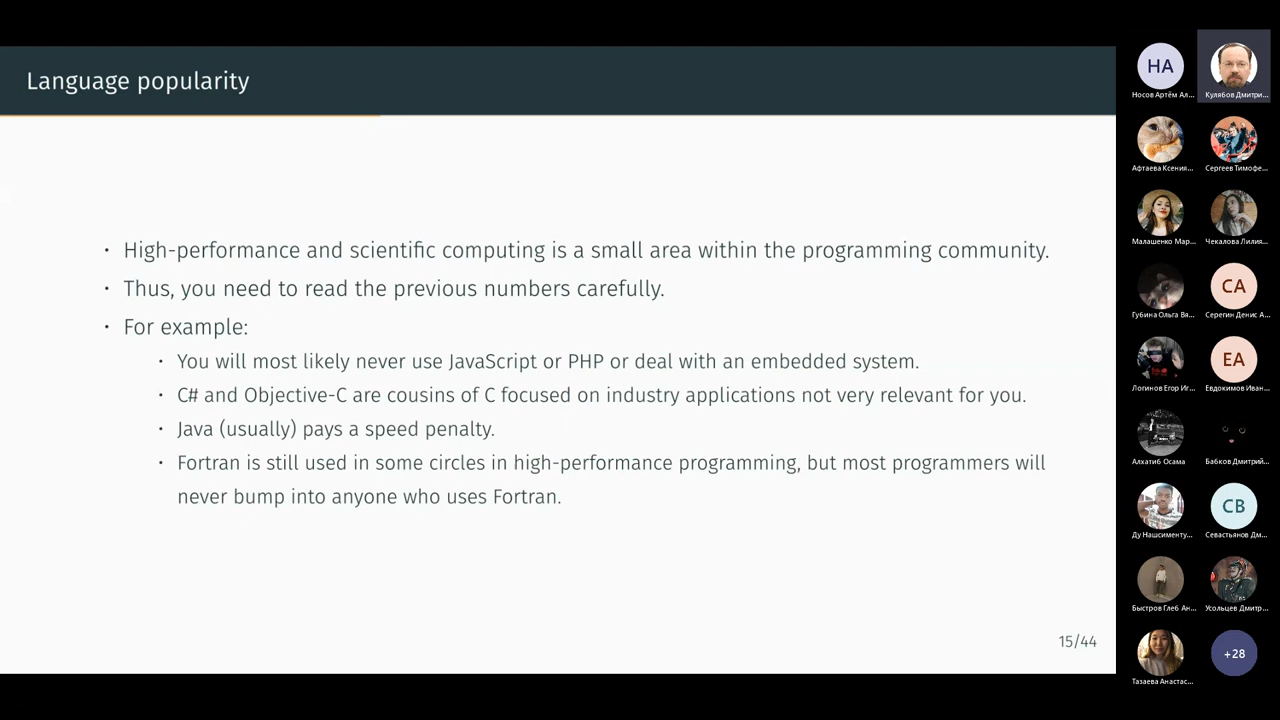 Language popularity
• High-performance and scientific computing is a small area within the programming community.
• Thus, you need to read the previous numbers carefully.
• For example:
• You will most likely never use JavaScript or PHP or deal with an embedded system.
• C# and Objective-C are cousins of C focused on industry applications not very relevant for you.
• Java (usually) pays a speed penalty.
• Fortran is still used in some circles in high-performance programming, but most programmers will
never bump into anyone who uses Fortran.
15/44
НА
Носов Артём Ал...
Кулябов Дмитри...
Афтаева Ксения...
Сергеев Тимофе...
Малашенко Мар...
Чекалова Лилия...
Губина Ольга Вя...
СА
Серегин Денис А...
Логинов Егор Иг...
ЕА
Евдокимов Иван...
Алхатиб Осама
Бабков Дмитрий...
Ду Нашсименту...
СВ
Севастьянов Дм...
Быстров Глеб Ан...
Усольцев Дмитр...
Тазаева Анастас...
+28